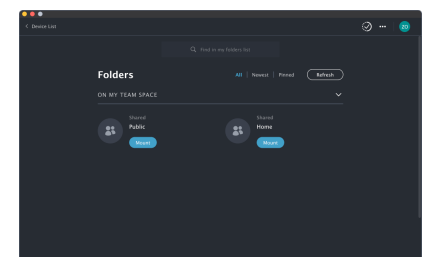 Device List
ZO
Find in my folders list
Folders
All | Newest | Pinned
Refresh
ON MY TEAM SPACE
Shared
Public
Mount
Shared
Home
Mount